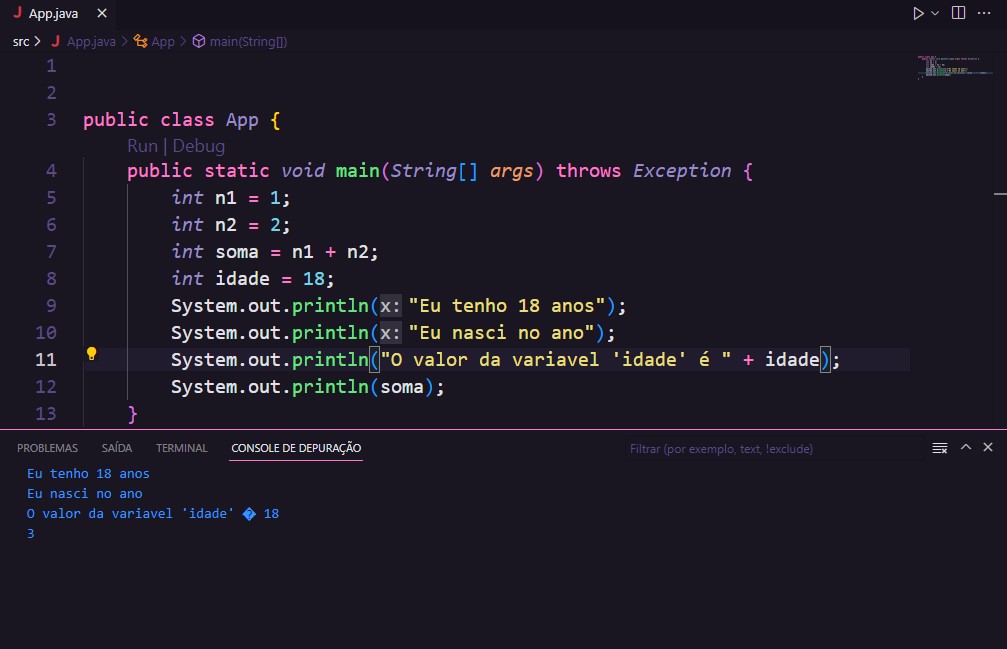 App.java
src > App.java > App > main(String[])
1
2
3 public class App {
Run | Debug
4 public static void main(String[] args) throws Exception {
5 int n1 = 1;
6 int n2 = 2;
7 int soma = n1 + n2;
8 int idade = 18;
9 System.out.println(x: "Eu tenho 18 anos");
10 System.out.println(x: "Eu nasci no ano");
11 System.out.println("O valor da variavel 'idade' é " + idade);
12 System.out.println(soma);
13 }
PROBLEMAS SAÍDA TERMINAL CONSOLE DE DEPURAÇÃO Filtrar (por exemplo, text, !exclude)
Eu tenho 18 anos
Eu nasci no ano
O valor da variavel 'idade' � 18
3